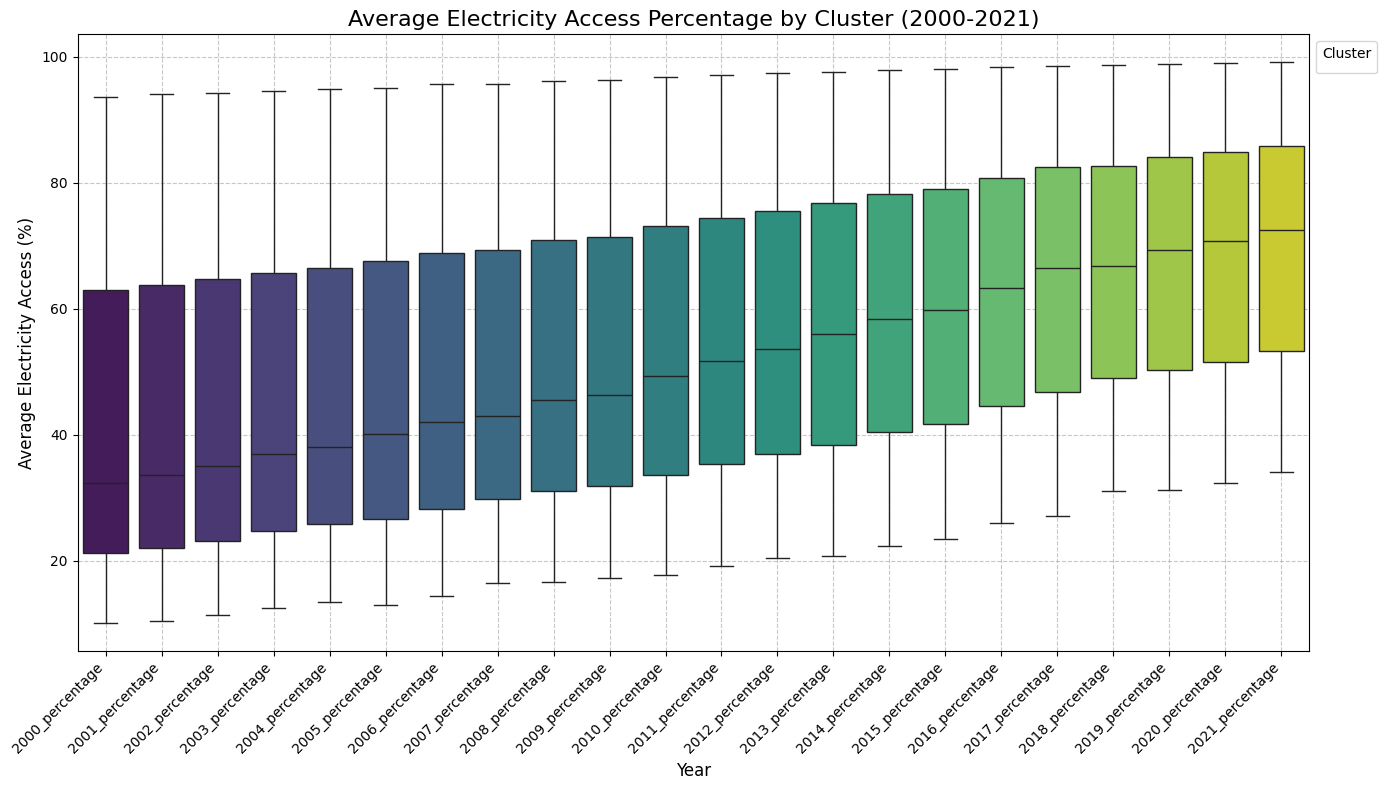 Average Electricity Access Percentage by Cluster (2000-2021)
Cluster
Average Electricity Access (%)
100
80
60
40
20
2000_percentage
2001_percentage
2002_percentage
2003_percentage
2004_percentage
2005_percentage
2006_percentage
2007_percentage
2008_percentage
2009_percentage
2010_percentage
2011_percentage
2012_percentage
2013_percentage
2014_percentage
2015_percentage
2016_percentage
2017_percentage
2018_percentage
2019_percentage
2020_percentage
2021_percentage
Year